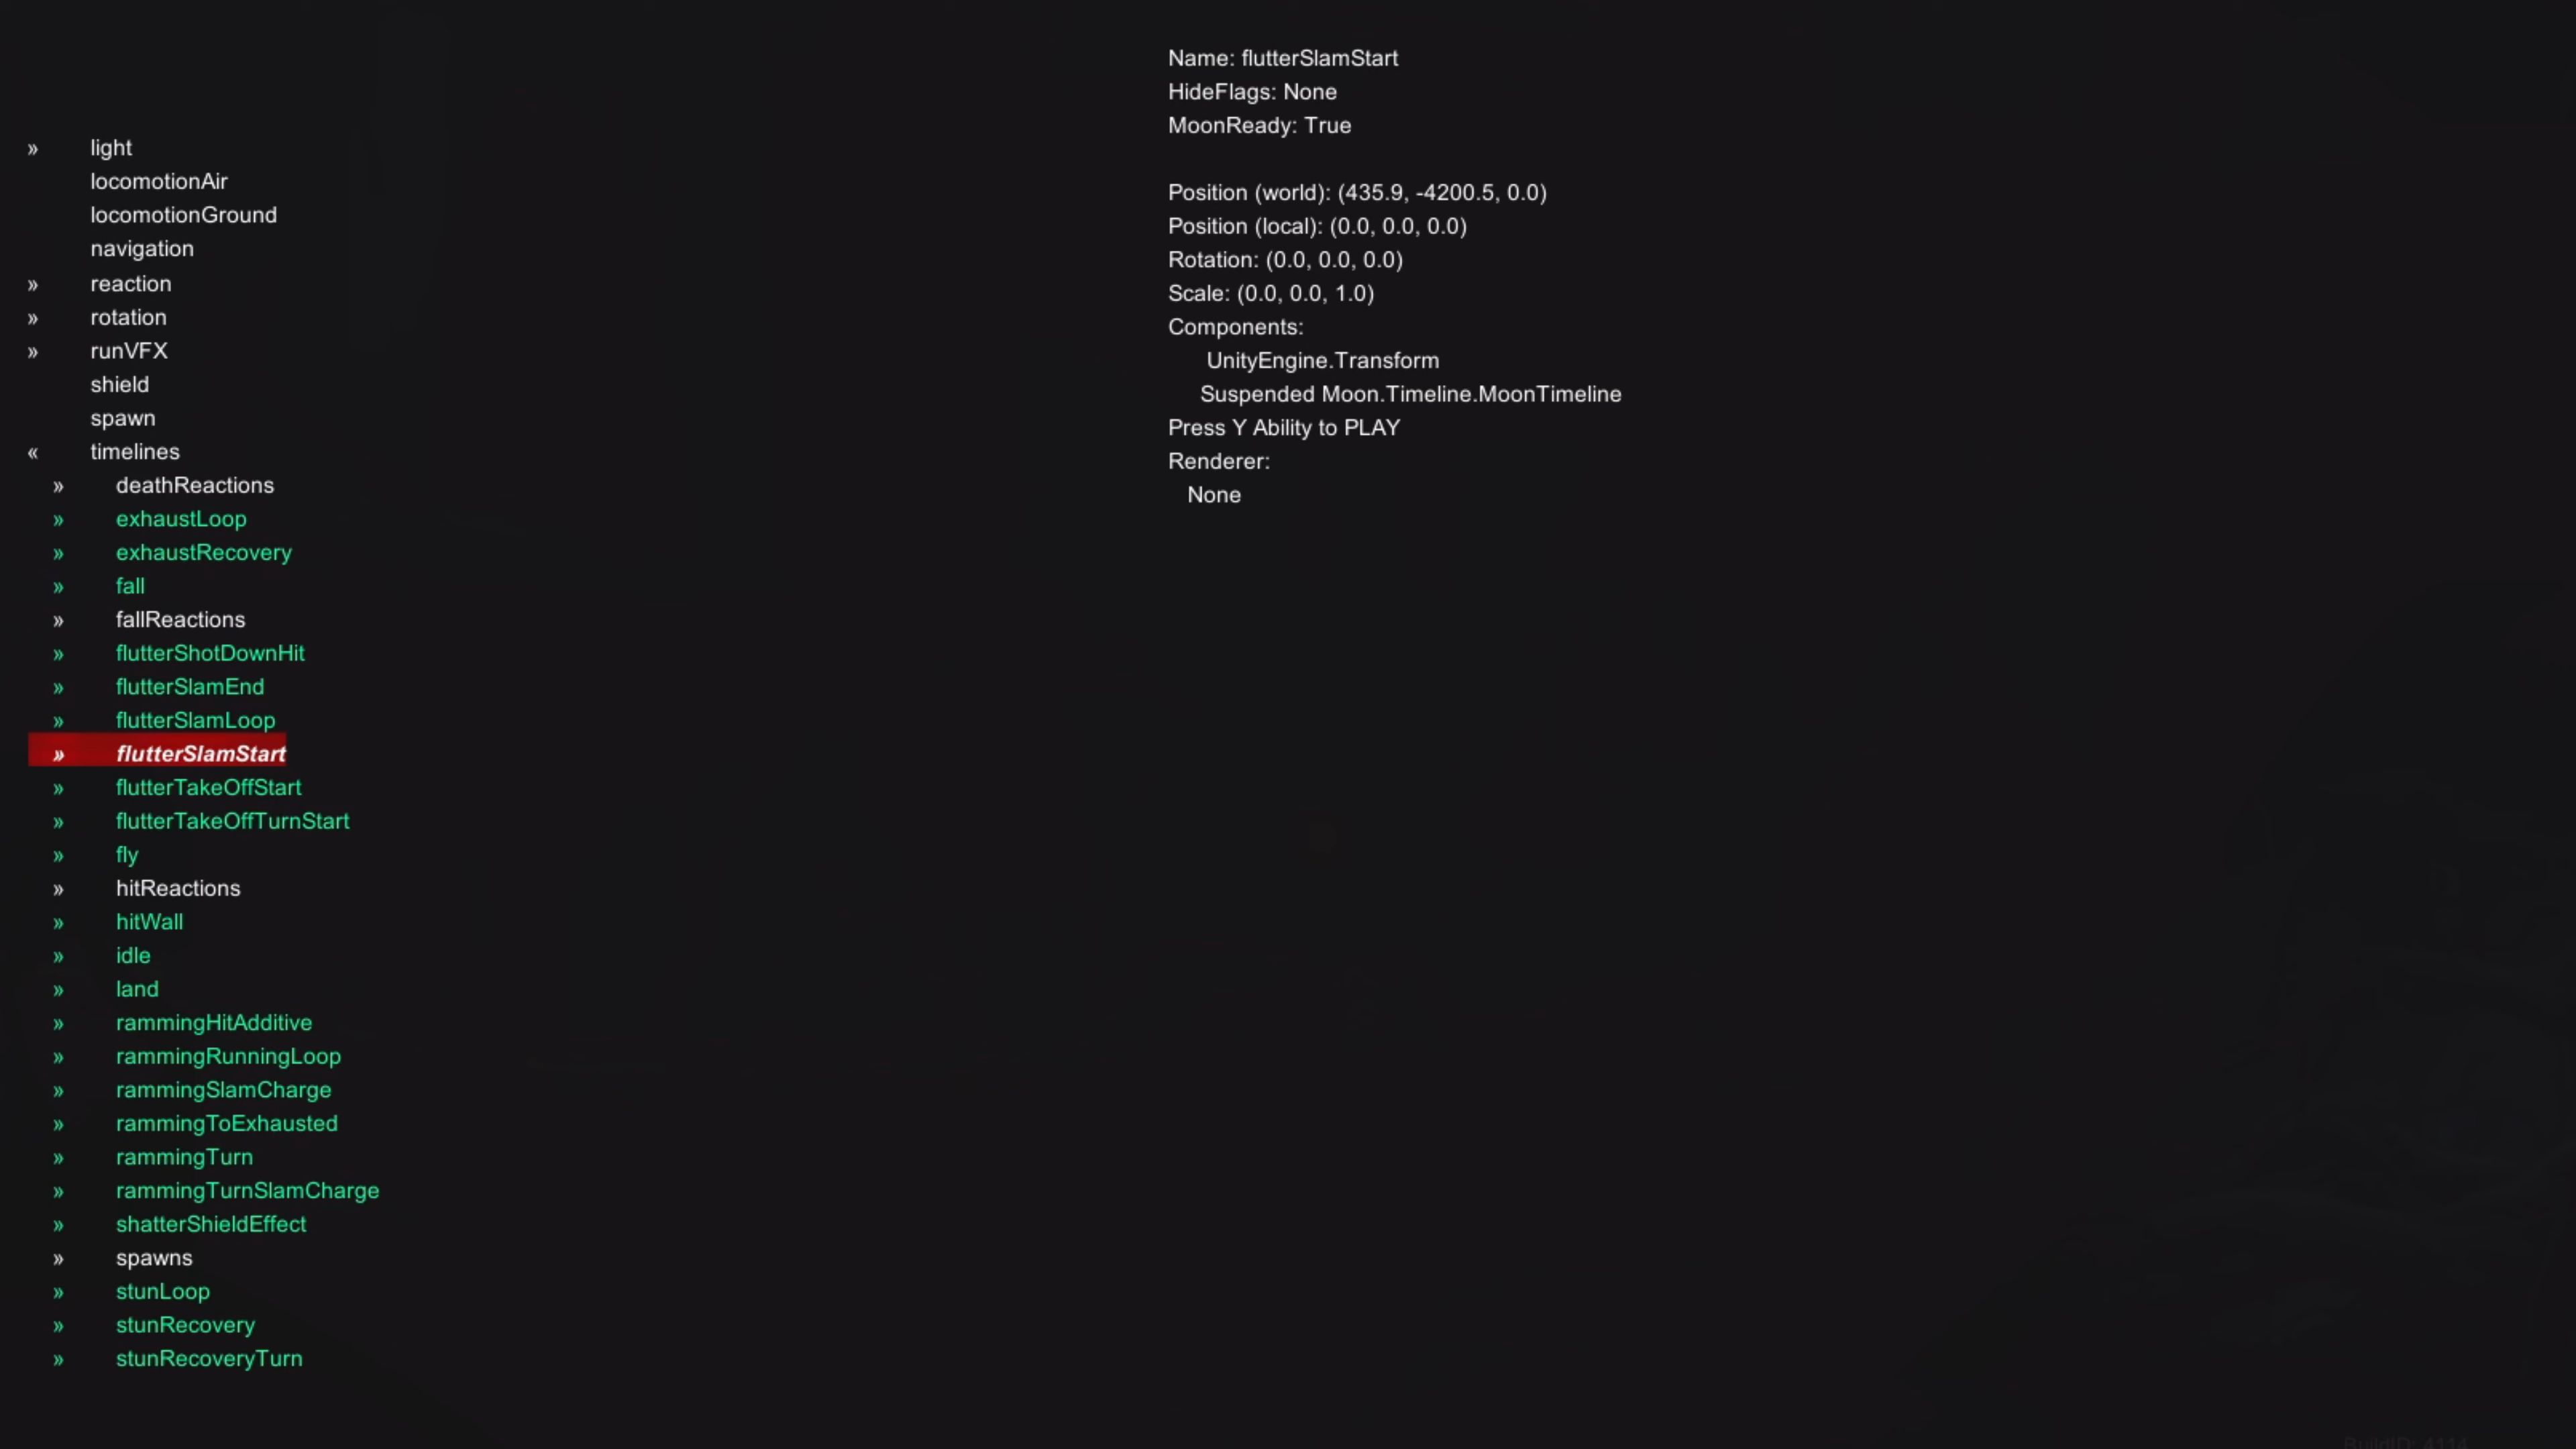 » light
locomotionAir
locomotionGround
navigation
» reaction
» rotation
» runVFX
shield
spawn
« timelines
» deathReactions
» exhaustLoop
» exhaustRecovery
» fall
» fallReactions
» flutterShotDownHit
» flutterSlamEnd
» flutterSlamLoop
» flutterSlamStart
» flutterTakeOffStart
» flutterTakeOffTurnStart
» fly
» hitReactions
» hitWall
» idle
» land
» rammingHitAdditive
» rammingRunningLoop
» rammingSlamCharge
» rammingToExhausted
» rammingTurn
» rammingTurnSlamCharge
» shatterShieldEffect
» spawns
» stunLoop
» stunRecovery
» stunRecoveryTurn
Name: flutterSlamStart
HideFlags: None
MoonReady: True
Position (world): (435.9, -4200.5, 0.0)
Position (local): (0.0, 0.0, 0.0)
Rotation: (0.0, 0.0, 0.0)
Scale: (0.0, 0.0, 1.0)
Components:
UnityEngine.Transform
Suspended Moon.Timeline.MoonTimeline
Press Y Ability to PLAY
Renderer:
None